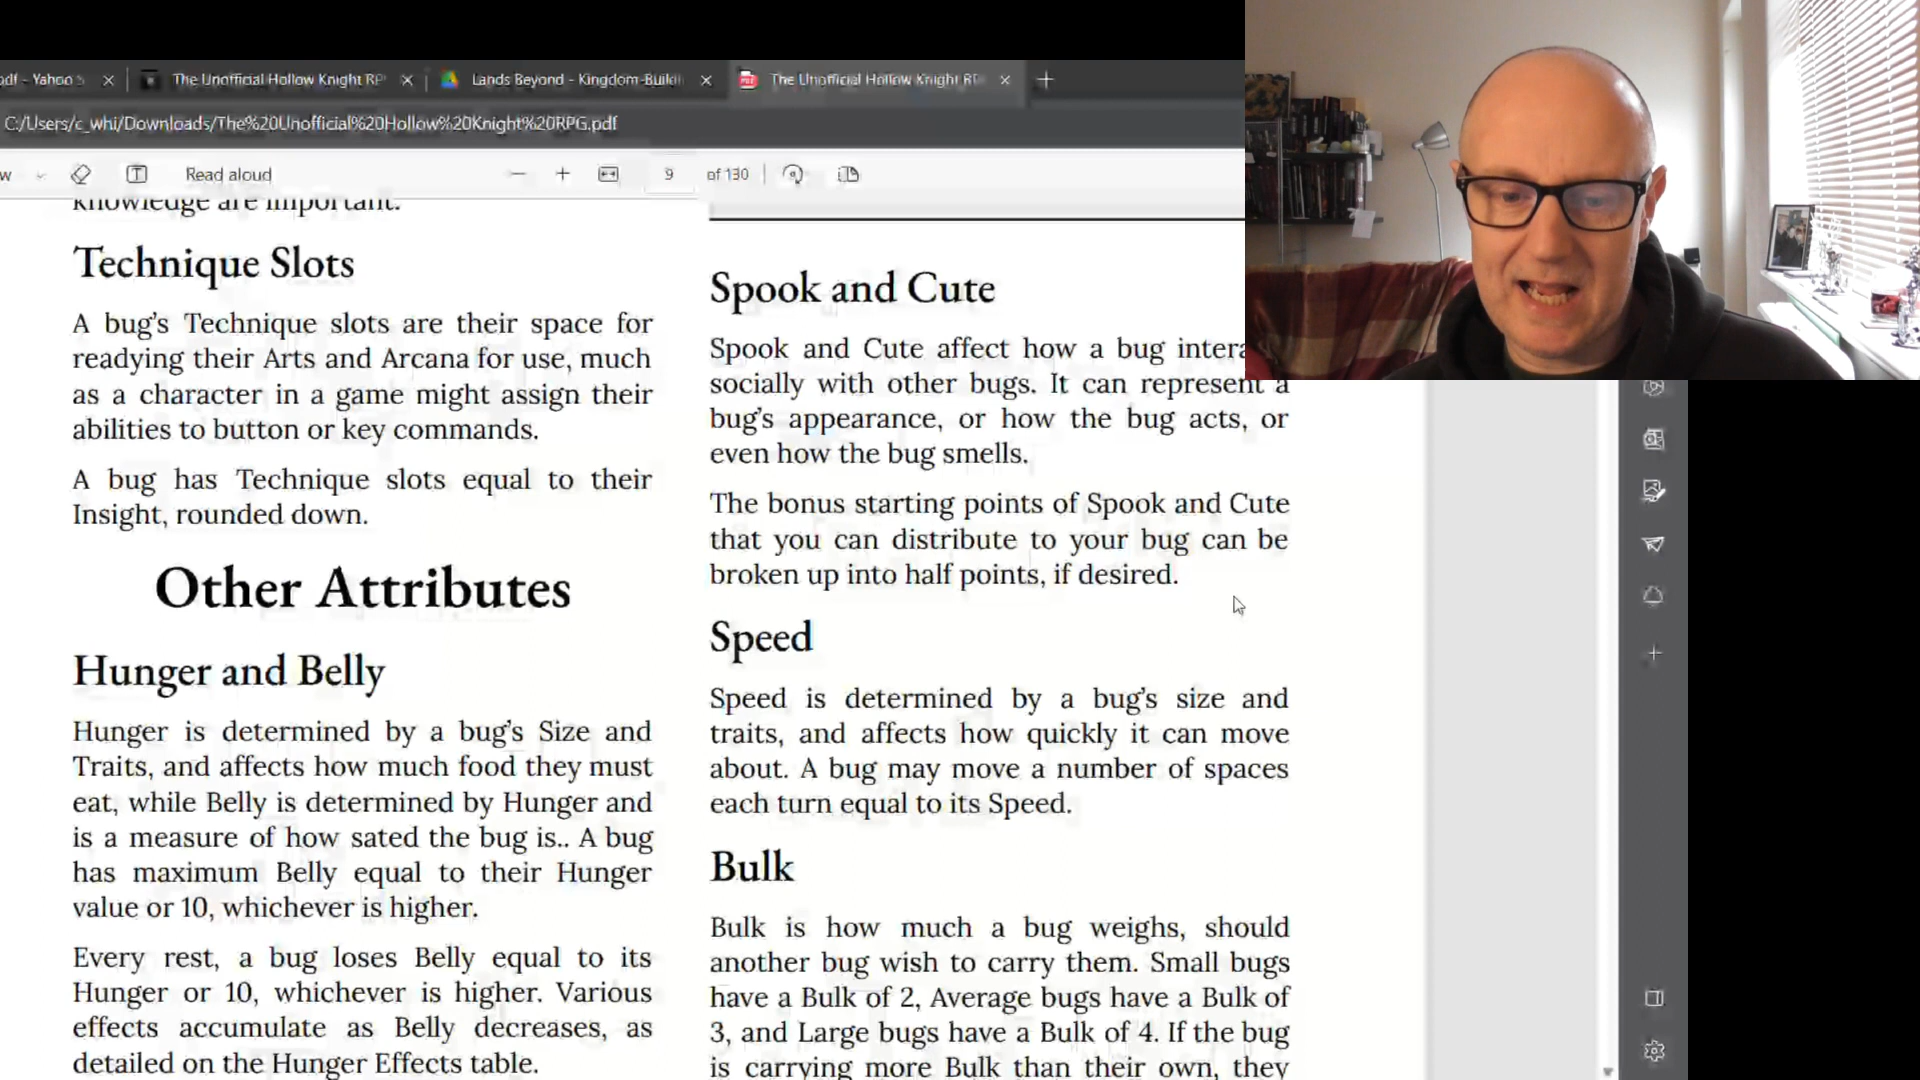 pdf - Yahoo S
The Unofficial Hollow Knight RP
Lands Beyond - Kingdom-Buildi
The Unofficial Hollow Knight RP
C:/Users/c_whi/Downloads/The%20Unofficial%20Hollow%20Knight%20RPG.pdf
w
Read aloud
9
of 130
knowledge are important.
Technique Slots
A bug's Technique slots are their space for
readying their Arts and Arcana for use, much
as a character in a game might assign their
abilities to button or key commands.
A bug has Technique slots equal to their
Insight, rounded down.
Other Attributes
Hunger and Belly
Hunger is determined by a bug's Size and
Traits, and affects how much food they must
eat, while Belly is determined by Hunger and
is a measure of how sated the bug is.. A bug
has maximum Belly equal to their Hunger
value or 10, whichever is higher.
Every rest, a bug loses Belly equal to its
Hunger or 10, whichever is higher. Various
effects accumulate as Belly decreases, as
detailed on the Hunger Effects table.
Spook and Cute
Spook and Cute affect how a bug intera
socially with other bugs. It can represent a
bug's appearance, or how the bug acts, or
even how the bug smells.
The bonus starting points of Spook and Cute
that you can distribute to your bug can be
broken up into half points, if desired.
Speed
Speed is determined by a bug's size and
traits, and affects how quickly it can move
about. A bug may move a number of spaces
each turn equal to its Speed.
Bulk
Bulk is how much a bug weighs, should
another bug wish to carry them. Small bugs
have a Bulk of 2, Average bugs have a Bulk of
3, and Large bugs have a Bulk of 4. If the bug
is carrying more Bulk than their own, they